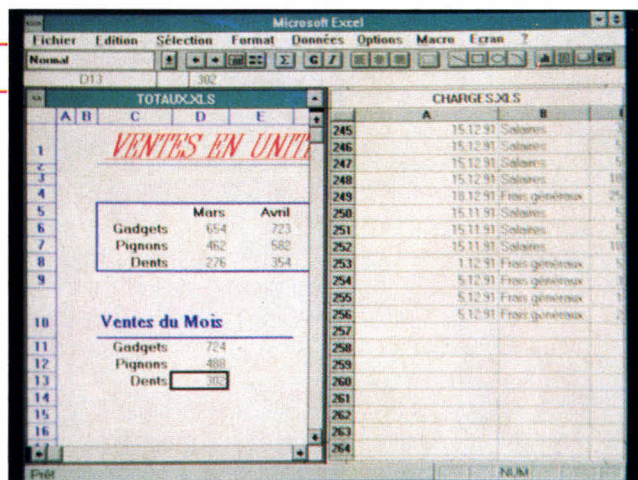 Microsoft Excel
Fichier Edition Sélection Format Données Options Macro Ecran ?
Normal Σ G I
D13 302
TOTAUX.XLS
A B C D E
1 VENTES EN UNIT
2
3
4
5 Mars Avril
6 Gadgets 654 723
7 Pignons 462 582
8 Dents 276 354
9
10 Ventes du Mois
11 Gadgets 724
12 Pignons 488
13 Dents 302
14
15
16
CHARGES.XLS
A B
245 15.12.91 Salaires
246 15.12.91 Salaires
247 15.12.91 Salaires
248 15.12.91 Salaires
249 18.12.91 Frais généraux
250 15.11.91 Salaires
251 15.11.91 Salaires
252 15.11.91 Salaires
253 1.12.91 Frais généraux
254 5.12.91 Frais généraux
255 5.12.91 Frais généraux
256 5.12.91 Frais généraux
257
258
259
260
261
262
263
264
Prêt NUM